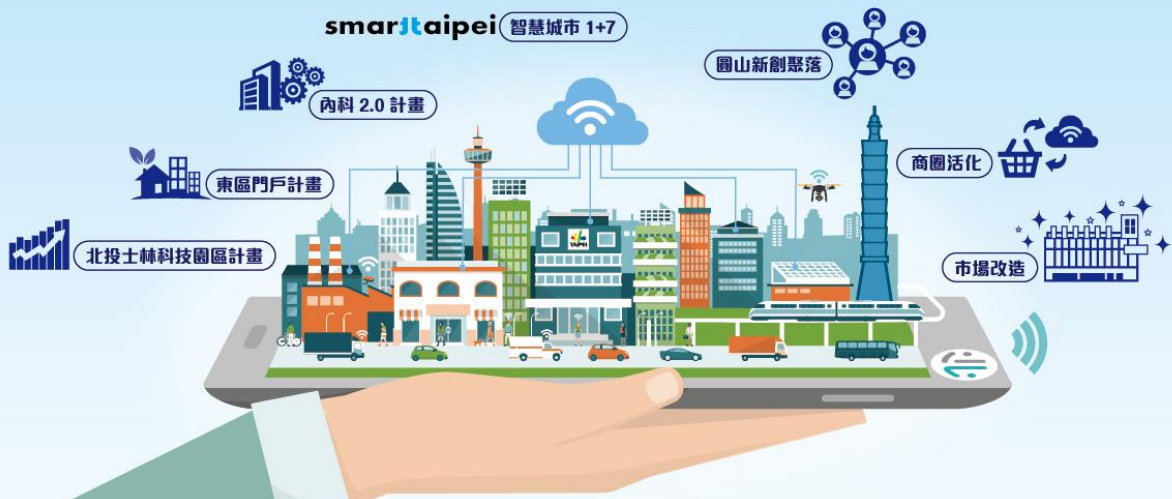 smarttaipei 智慧城市 1+7
圓山新創聚落
內科 2.0 計畫
商圈活化
東區門戶計畫
北投士林科技園區計畫
市場改造
TAIPEI